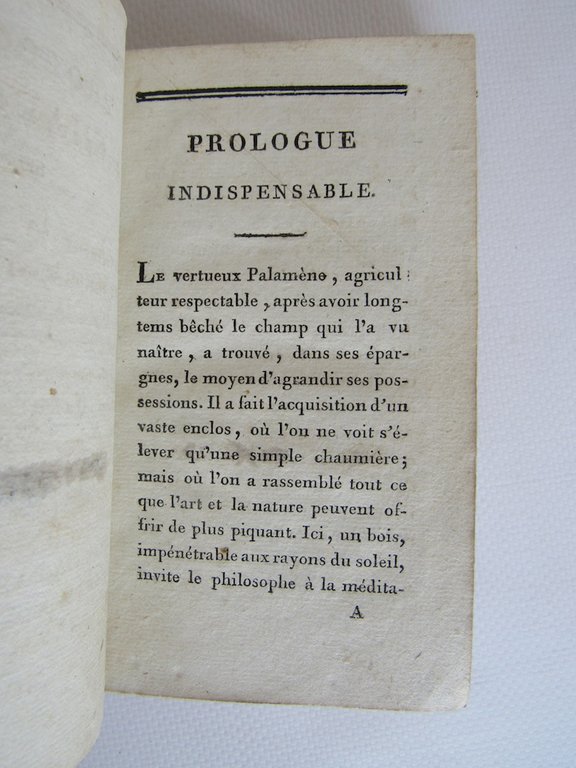 PROLOGUE
INDISPENSABLE.
LE vertueux Palamène, agricul-
teur respectable, après avoir long-
tems bêché le champ qui l'a vu
naître, a trouvé, dans ses épar-
gnes, le moyen d'agrandir ses pos-
sessions. Il a fait l'acquisition d'un
vaste enclos, où l'on ne voit s'é-
lever qu'une simple chaumière;
mais où l'on a rassemblé tout ce
que l'art et la nature peuvent of-
frir de plus piquant. Ici, un bois,
impénétrable aux rayons du soleil,
invite le philosophe à la médita-
A